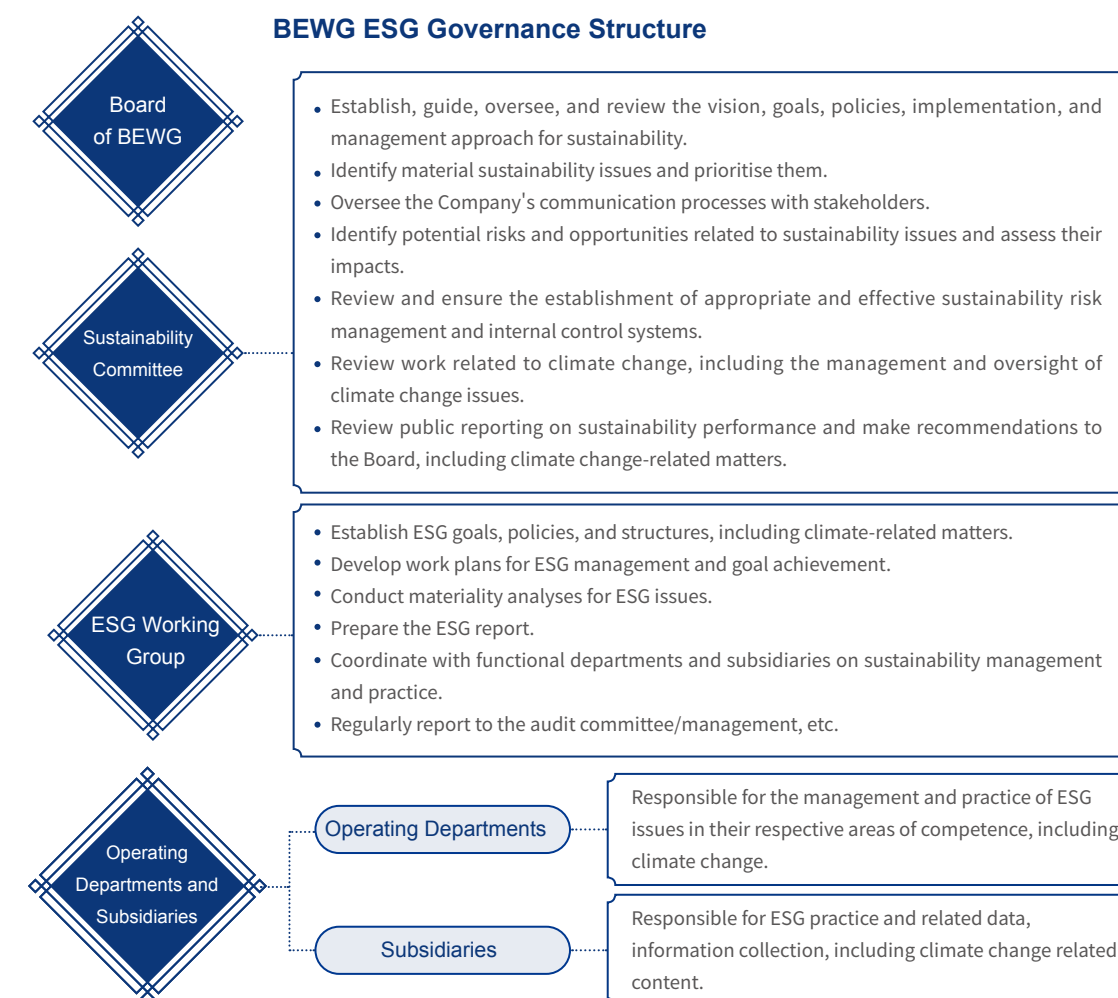 BEWG ESG Governance Structure
Board
of BEWG
Sustainability
Committee
• Establish, guide, oversee, and review the vision, goals, policies, implementation, and
management approach for sustainability.
• Identify material sustainability issues and prioritise them.
• Oversee the Company's communication processes with stakeholders.
• Identify potential risks and opportunities related to sustainability issues and assess their
impacts.
• Review and ensure the establishment of appropriate and effective sustainability risk
management and internal control systems.
• Review work related to climate change, including the management and oversight of
climate change issues.
• Review public reporting on sustainability performance and make recommendations to
the Board, including climate change-related matters.
ESG Working
Group
• Establish ESG goals, policies, and structures, including climate-related matters.
• Develop work plans for ESG management and goal achievement.
• Conduct materiality analyses for ESG issues.
• Prepare the ESG report.
• Coordinate with functional departments and subsidiaries on sustainability management
and practice.
• Regularly report to the audit committee/management, etc.
Operating
Departments and
Subsidiaries
Operating Departments
Responsible for the management and practice of ESG
issues in their respective areas of competence, including
climate change.
Subsidiaries
Responsible for ESG practice and related data,
information collection, including climate change related
content.